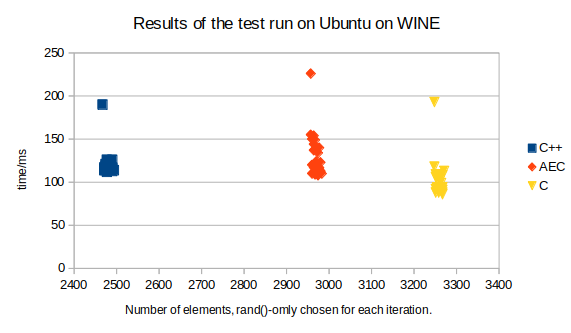 Results of the test run on Ubuntu on WINE
250
200
150
100
50
0
time/ms
2400 2500 2600 2700 2800 2900 3000 3100 3200 3300 3400
Number of elements, rand()-omly chosen for each iteration.
C++
AEC
C